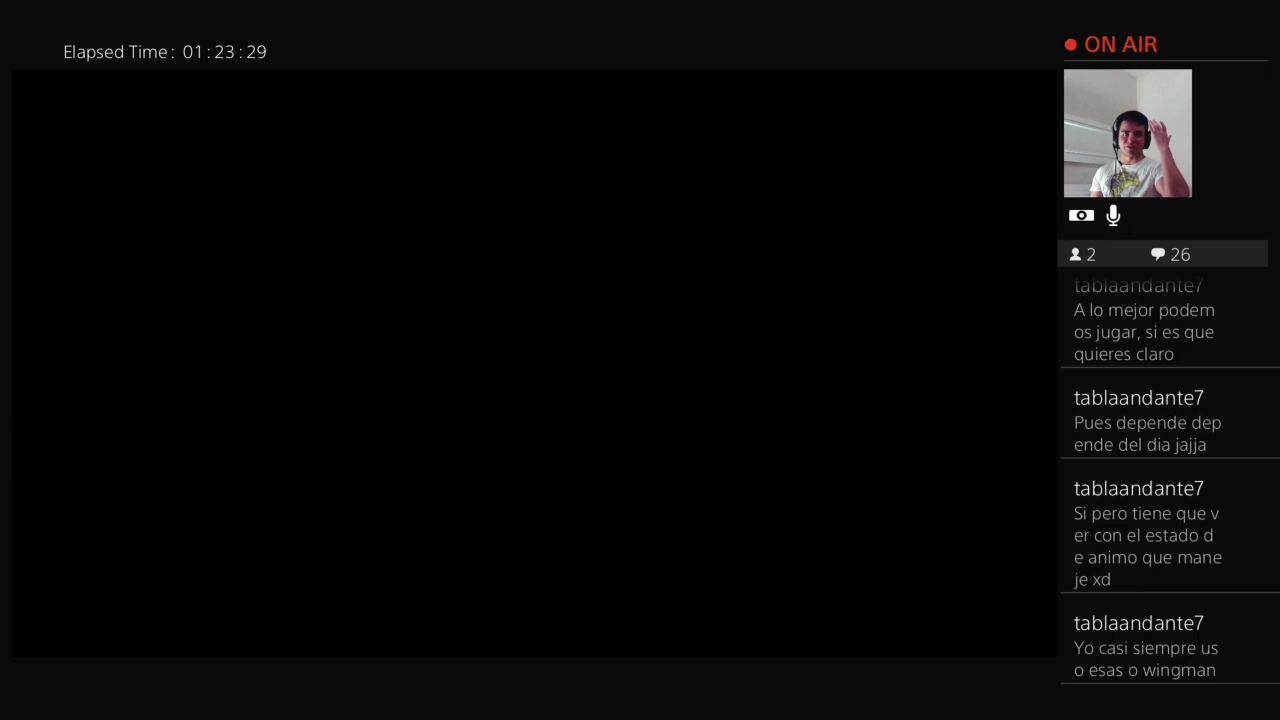 Elapsed Time: 01:23:29
ON AIR
2
26
tablaandante7
A lo mejor podem
os jugar, si es que
quieres claro
tablaandante7
Pues depende dep
ende del dia jajja
tablaandante7
Si pero tiene que v
er con el estado d
e animo que mane
je xd
tablaandante7
Yo casi siempre us
o esas o wingman